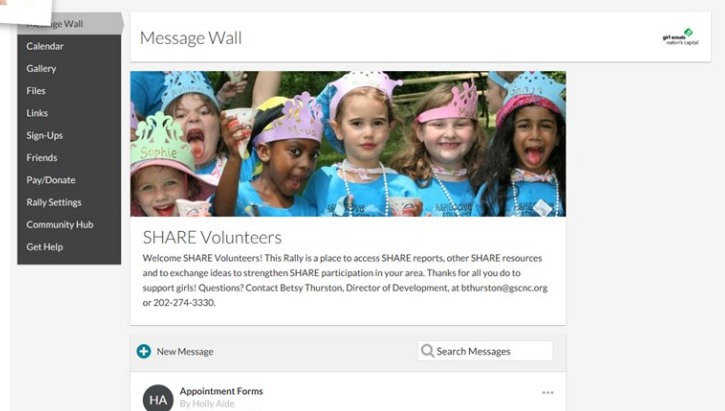 Message Wall
Calendar
Gallery
Files
Links
Sign-Ups
Friends
Pay/Donate
Rally Settings
Community Hub
Get Help
Message Wall
girl scouts
nation's capital
Sophie
SHARE Volunteers
Welcome SHARE Volunteers! This Rally is a place to access SHARE reports, other SHARE resources
and to exchange ideas to strengthen SHARE participation in your area. Thanks for all you do to
support girls! Questions? Contact Betsy Thurston, Director of Development, at bthurston@gscnc.org
or 202-274-3330.
New Message
Search Messages
HA
Appointment Forms
By Holly Aide